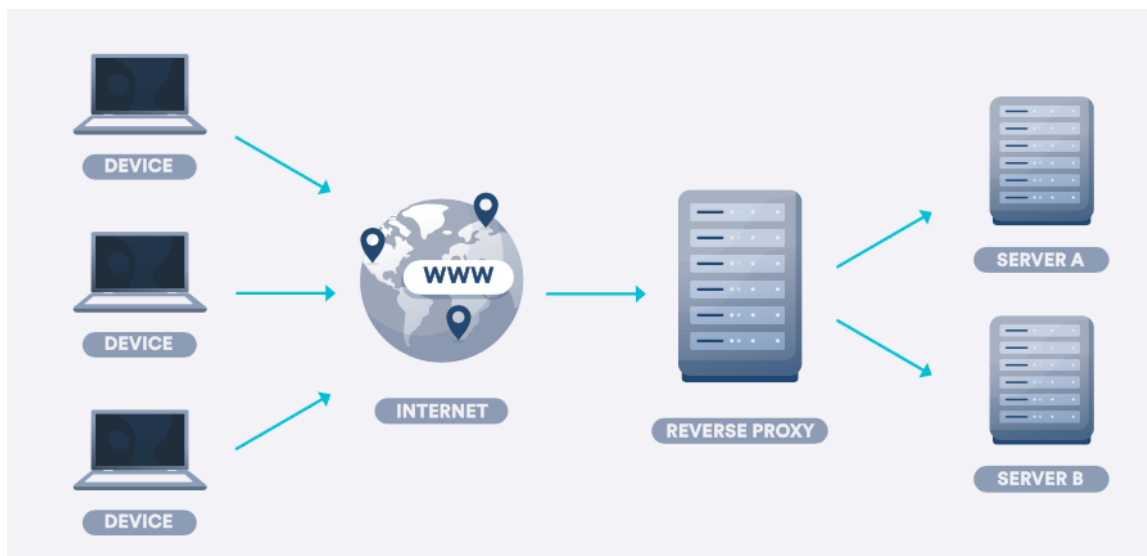 DEVICE
DEVICE
DEVICE
WWW
INTERNET
REVERSE PROXY
SERVER A
SERVER B